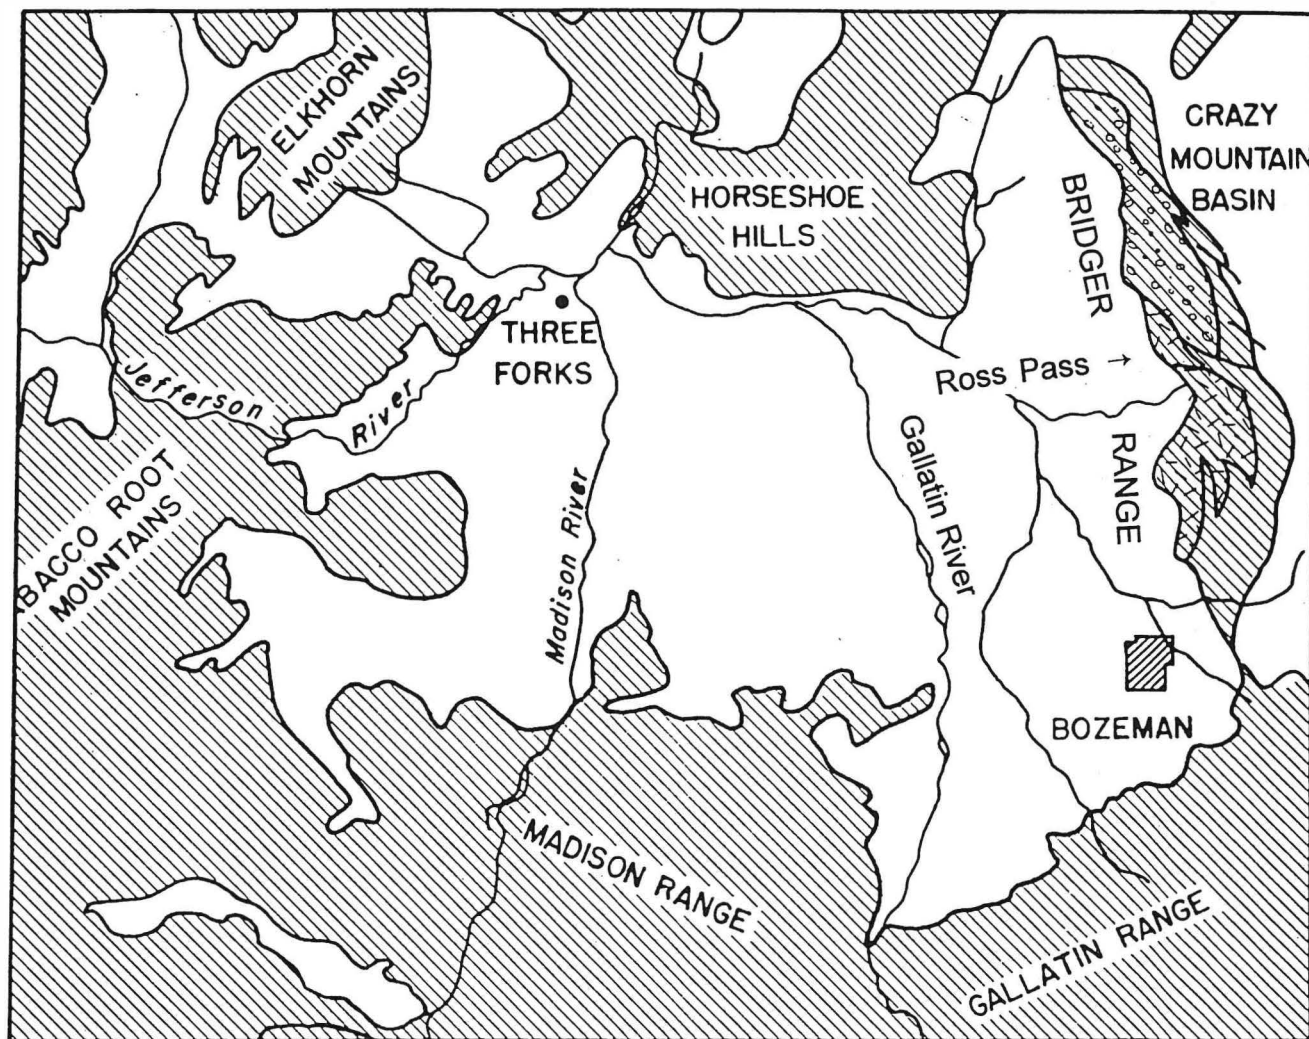 ELKHORN
MOUNTAINS
CRAZY
MOUNTAIN
BASIN
HORSESHOE
HILLS
BRIDGER
RANGE
THREE
FORKS
Ross Pass →
Jefferson
River
Gallatin River
Madison River
BACCO ROOT
MOUNTAINS
BOZEMAN
MADISON RANGE
GALLATIN RANGE